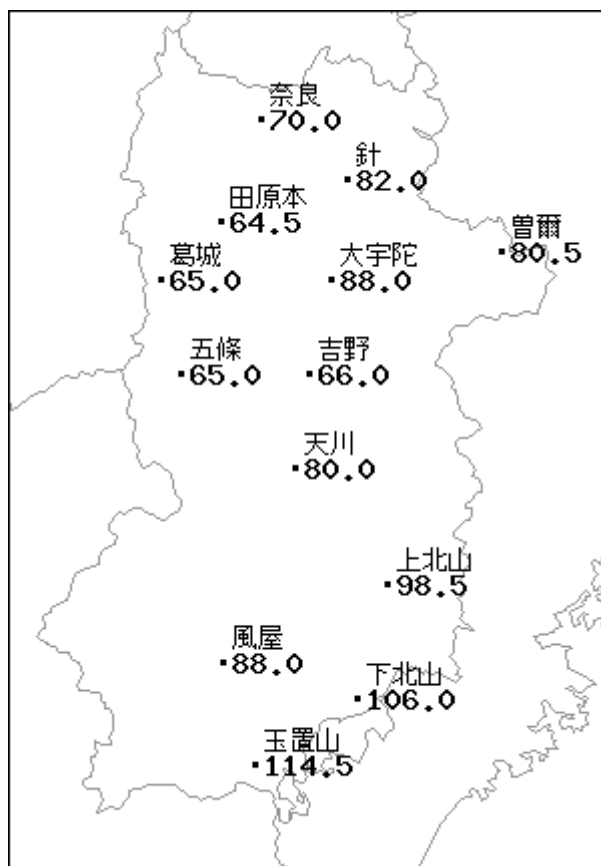 奈良
70.0
針
82.0
田原本
64.5
曽爾
80.5
葛城
65.0
大宇陀
88.0
五條
65.0
吉野
66.0
天川
80.0
上北山
98.5
風屋
88.0
下北山
106.0
玉置山
114.5